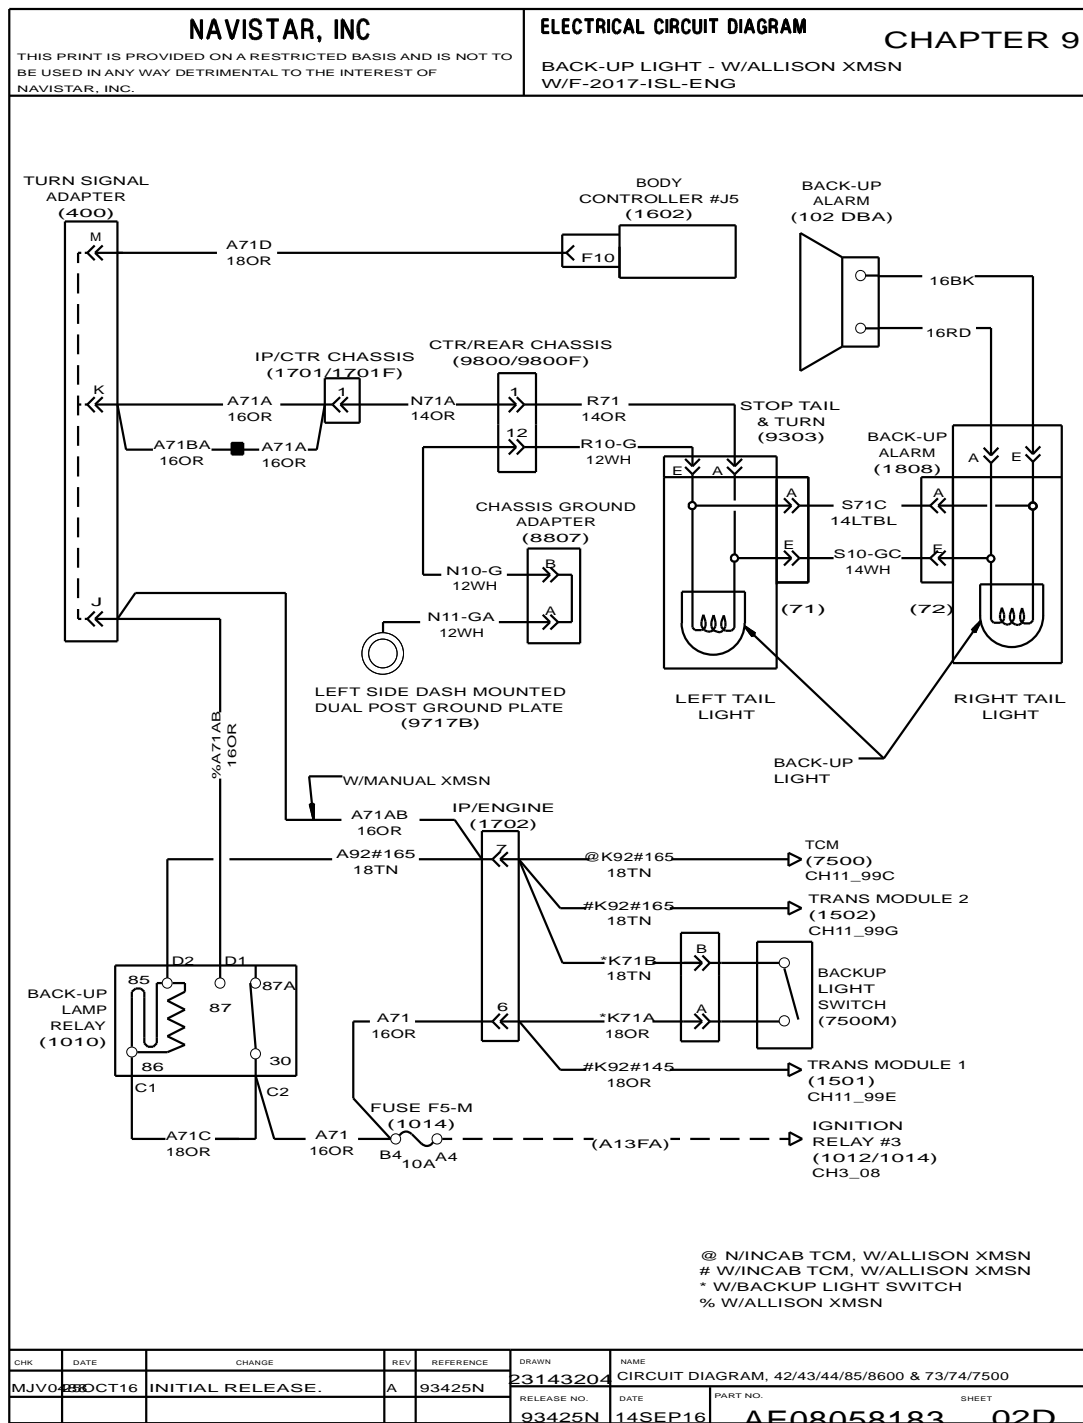 NAVISTAR, INC
THIS PRINT IS PROVIDED ON A RESTRICTED BASIS AND IS NOT TO
BE USED IN ANY WAY DETRIMENTAL TO THE INTEREST OF
NAVISTAR, INC.
ELECTRICAL CIRCUIT DIAGRAM
CHAPTER 9
BACK-UP LIGHT - W/ALLISON XMSN
W/F-2017-ISL-ENG
TURN SIGNAL
ADAPTER
(400)
M
A71D
18OR
BODY
CONTROLLER #J5
(1602)
F10
BACK-UP
ALARM
(102 DBA)
16BK
16RD
IP/CTR CHASSIS
(1701/1701F)
CTR/REAR CHASSIS
(9800/9800F)
K
A71A
16OR
1
N71A
14OR
1
R71
14OR
A71BA
16OR
A71A
16OR
12
R10-G
12WH
STOP TAIL
& TURN
(9303)
BACK-UP
ALARM
(1808)
E
A
A
E
CHASSIS GROUND
ADAPTER
(8807)
A
S71C
14LTBL
A
E
S10-GC
14WH
E
N10-G
12WH
B
N11-GA
12WH
A
J
(71)
(72)
LEFT SIDE DASH MOUNTED
DUAL POST GROUND PLATE
(9717B)
LEFT TAIL
LIGHT
RIGHT TAIL
LIGHT
BACK-UP
LIGHT
%A71AB
16OR
W/MANUAL XMSN
A71AB
16OR
IP/ENGINE
(1702)
A92#165
18TN
7
@K92#165
18TN
TCM
(7500)
CH11_99C
#K92#165
18TN
TRANS MODULE 2
(1502)
CH11_99G
*K71B
18TN
B
BACKUP
LIGHT
SWITCH
(7500M)
BACK-UP
LAMP
RELAY
(1010)
D2
D1
85
87
87A
86
30
C1
C2
A71
16OR
6
*K71A
18OR
A
#K92#145
18OR
TRANS MODULE 1
(1501)
CH11_99E
A71C
18OR
A71
16OR
FUSE F5-M
(1014)
B4
10A
A4
(A13FA)
IGNITION
RELAY #3
(1012/1014)
CH3_08
@ N/INCAB TCM, W/ALLISON XMSN
# W/INCAB TCM, W/ALLISON XMSN
* W/BACKUP LIGHT SWITCH
% W/ALLISON XMSN
CHK DATE CHANGE REV REFERENCE
INITIAL RELEASE. A 93425N
DRAWN
23143204
NAME
CIRCUIT DIAGRAM, 42/43/44/85/8600 & 73/74/7500
RELEASE NO.
93425N
DATE
14SEP16
PART NO.
AE08058183
SHEET
02D